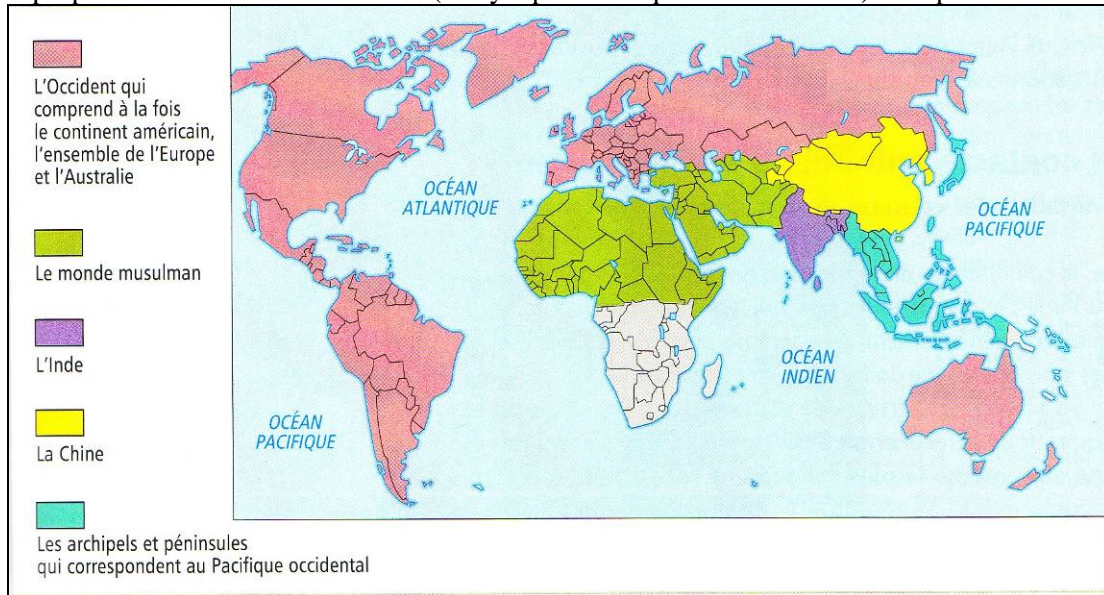 L'Occident qui
comprend à la fois
le continent américain,
l'ensemble de l'Europe
et l'Australie
Le monde musulman
L'Inde
La Chine
Les archipels et péninsules
qui correspondent au Pacifique occidental
OCÉAN
ATLANTIQUE
OCÉAN
PACIFIQUE
OCÉAN
INDIEN
OCÉAN
PACIFIQUE